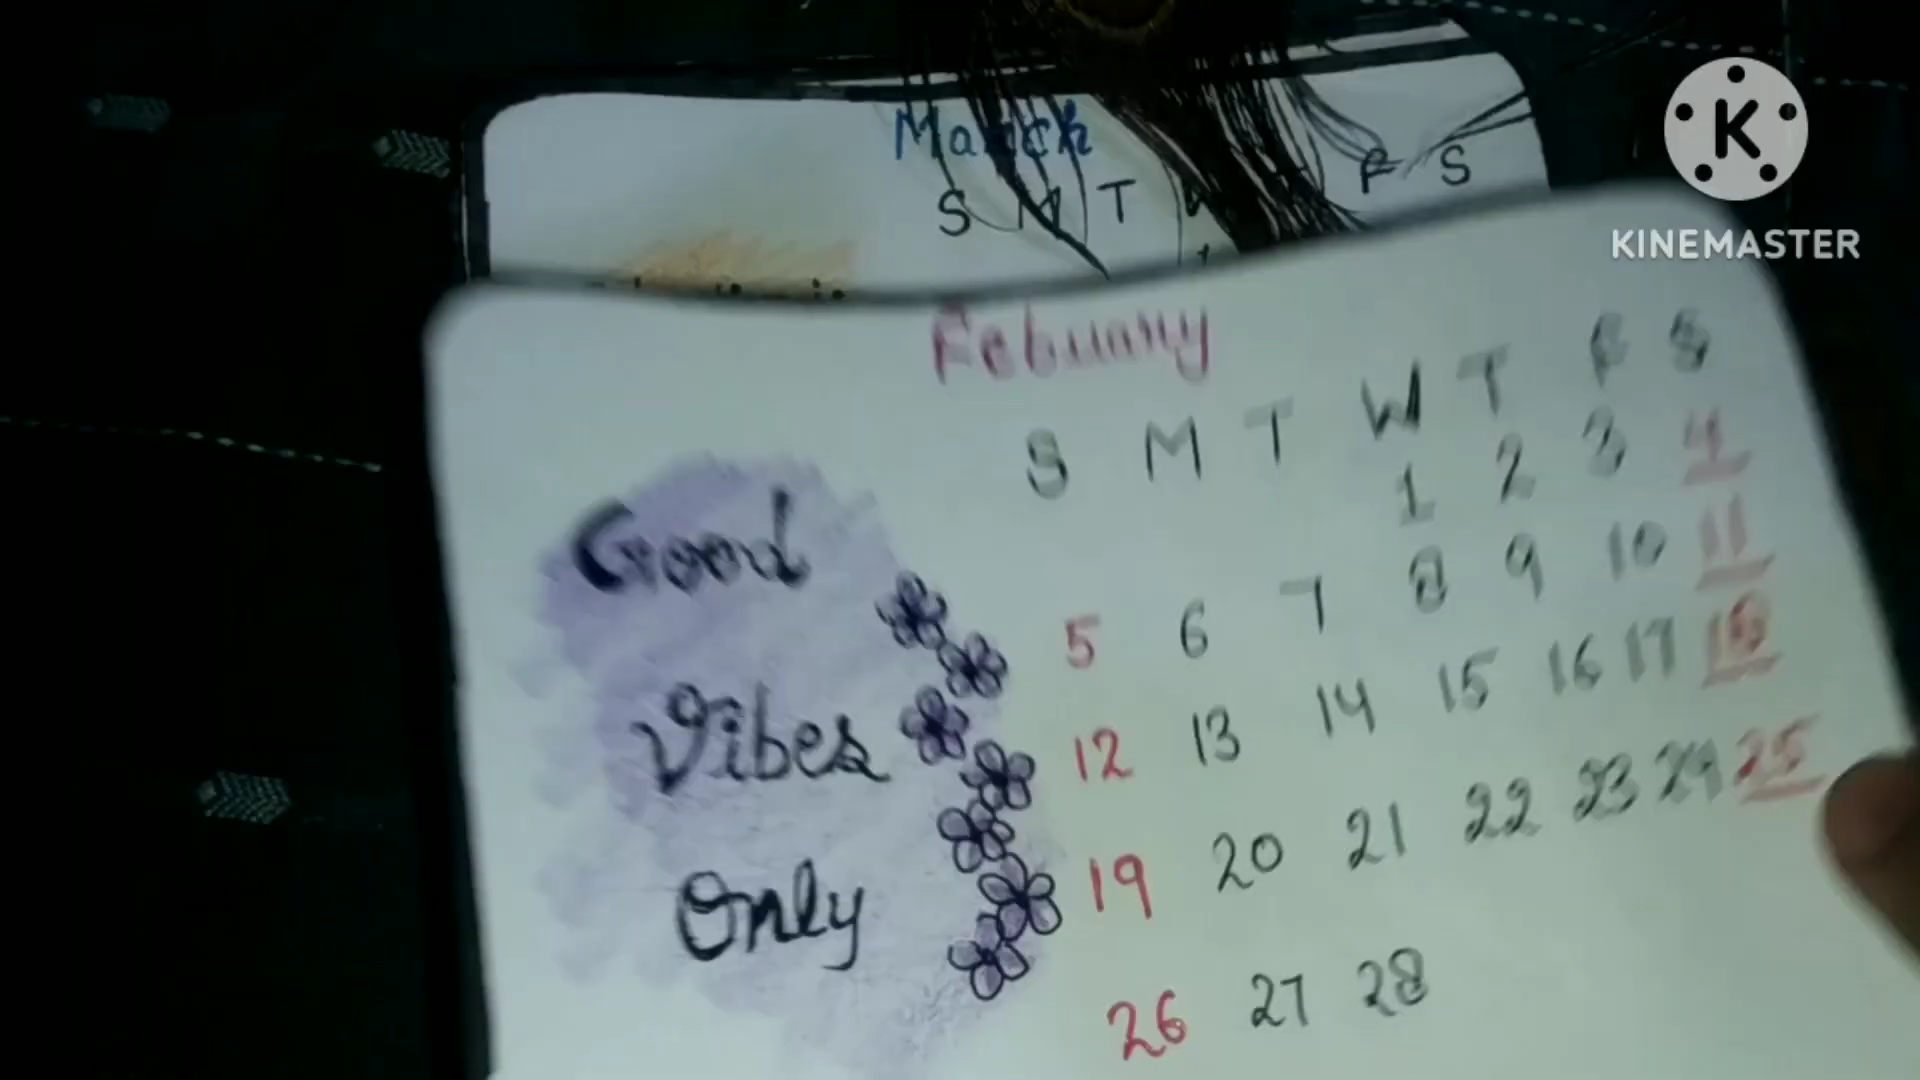 March
S M T W F S
KINEMASTER
Febuary
S M T W T F S
1 2 3 4
5 6 7 8 9 10 11
12 13 14 15 16 17 18
19 20 21 22 23 24 25
26 27 28
Good
Vibes
Only